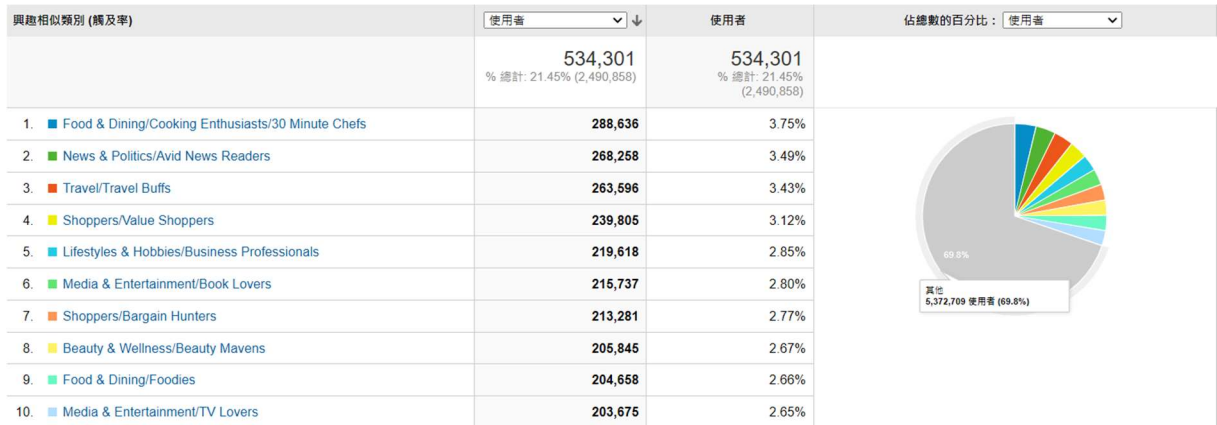 興趣相似類別 (觸及率) 使用者 使用者 佔總數的百分比： 使用者
534,301 534,301
% 總計: 21.45% (2,490,858) % 總計: 21.45%
(2,490,858)
1. Food & Dining/Cooking Enthusiasts/30 Minute Chefs 288,636 3.75%
2. News & Politics/Avid News Readers 268,258 3.49%
3. Travel/Travel Buffs 263,596 3.43%
4. Shoppers/Value Shoppers 239,805 3.12%
5. Lifestyles & Hobbies/Business Professionals 219,618 2.85%
6. Media & Entertainment/Book Lovers 215,737 2.80%
7. Shoppers/Bargain Hunters 213,281 2.77%
8. Beauty & Wellness/Beauty Mavens 205,845 2.67%
9. Food & Dining/Foodies 204,658 2.66%
10. Media & Entertainment/TV Lovers 203,675 2.65%
69.8%
其他
5,372,709 使用者 (69.8%)